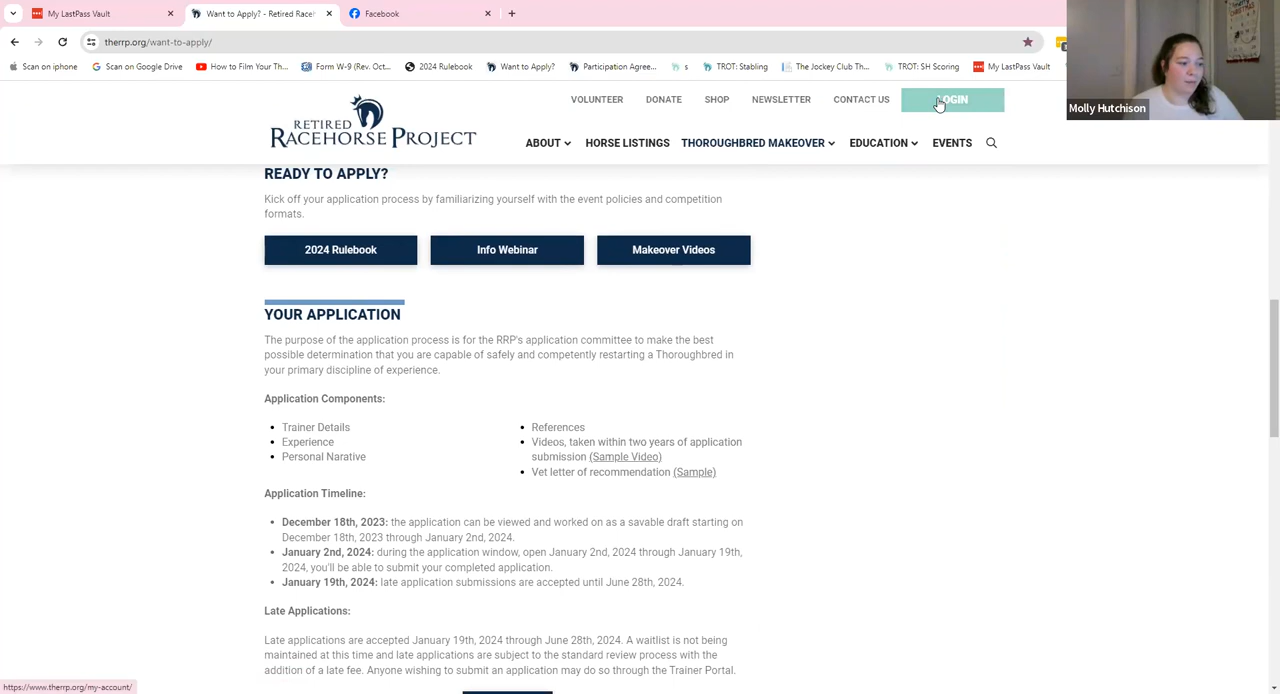 My LastPass Vault
Want to Apply? - Retired Race
Facebook
therrp.org/want-to-apply/
Scan on iphone
Scan on Google Drive
How to Film Your Th...
Form W-9 (Rev. Oct...
2024 Rulebook
Want to Apply?
Participation Agree...
s
TROT: Stabling
The Jockey Club Th...
TROT: SH Scoring
My LastPass Vault
Molly Hutchison
VOLUNTEER
DONATE
SHOP
NEWSLETTER
CONTACT US
LOGIN
RETIRED
RACEHORSE PROJECT
ABOUT
HORSE LISTINGS
THOROUGHBRED MAKEOVER
EDUCATION
EVENTS
READY TO APPLY?
Kick off your application process by familiarizing yourself with the event policies and competition
formats.
2024 Rulebook
Info Webinar
Makeover Videos
YOUR APPLICATION
The purpose of the application process is for the RRP's application committee to make the best
possible determination that you are capable of safely and competently restarting a Thoroughbred in
your primary discipline of experience.
Application Components:
• Trainer Details
• Experience
• Personal Narative
• References
• Videos, taken within two years of application
submission (Sample Video)
• Vet letter of recommendation (Sample)
Application Timeline:
• December 18th, 2023: the application can be viewed and worked on as a savable draft starting on
December 18th, 2023 through January 2nd, 2024.
• January 2nd, 2024: during the application window, open January 2nd, 2024 through January 19th,
2024, you'll be able to submit your completed application.
• January 19th, 2024: late application submissions are accepted until June 28th, 2024.
Late Applications:
Late applications are accepted January 19th, 2024 through June 28th, 2024. A waitlist is not being
maintained at this time and late applications are subject to the standard review process with the
addition of a late fee. Anyone wishing to submit an application may do so through the Trainer Portal.
https://www.therrp.org/my-account/